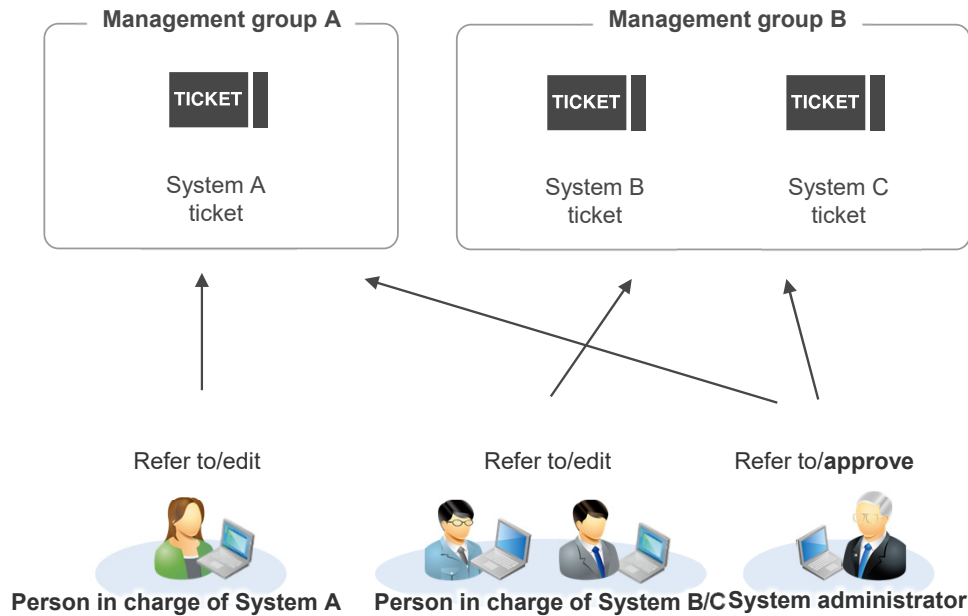 Management group A
Management group B
TICKET
TICKET
TICKET
System A
ticket
System B
ticket
System C
ticket
Refer to/edit
Refer to/edit
Refer to/approve
Person in charge of System A
Person in charge of System B/C
System administrator